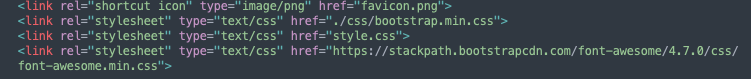 <link rel="shortcut icon" type="image/png" href="favicon.png">
<link rel="stylesheet" type="text/css" href="./css/bootstrap.min.css">
<link rel="stylesheet" type="text/css" href="style.css">
<link rel="stylesheet" type="text/css" href="https://stackpath.bootstrapcdn.com/font-awesome/4.7.0/css/
font-awesome.min.css">